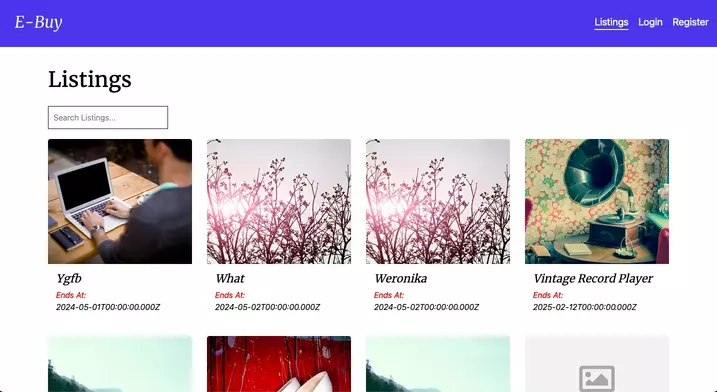 E-Buy
Listings Login Register
Listings
Search Listings...
Ygfb
Ends At:
2024-05-01T00:00:00.000Z
What
Ends At:
2024-05-02T00:00:00.000Z
Weronika
Ends At:
2024-05-02T00:00:00.000Z
Vintage Record Player
Ends At:
2025-02-12T00:00:00.000Z